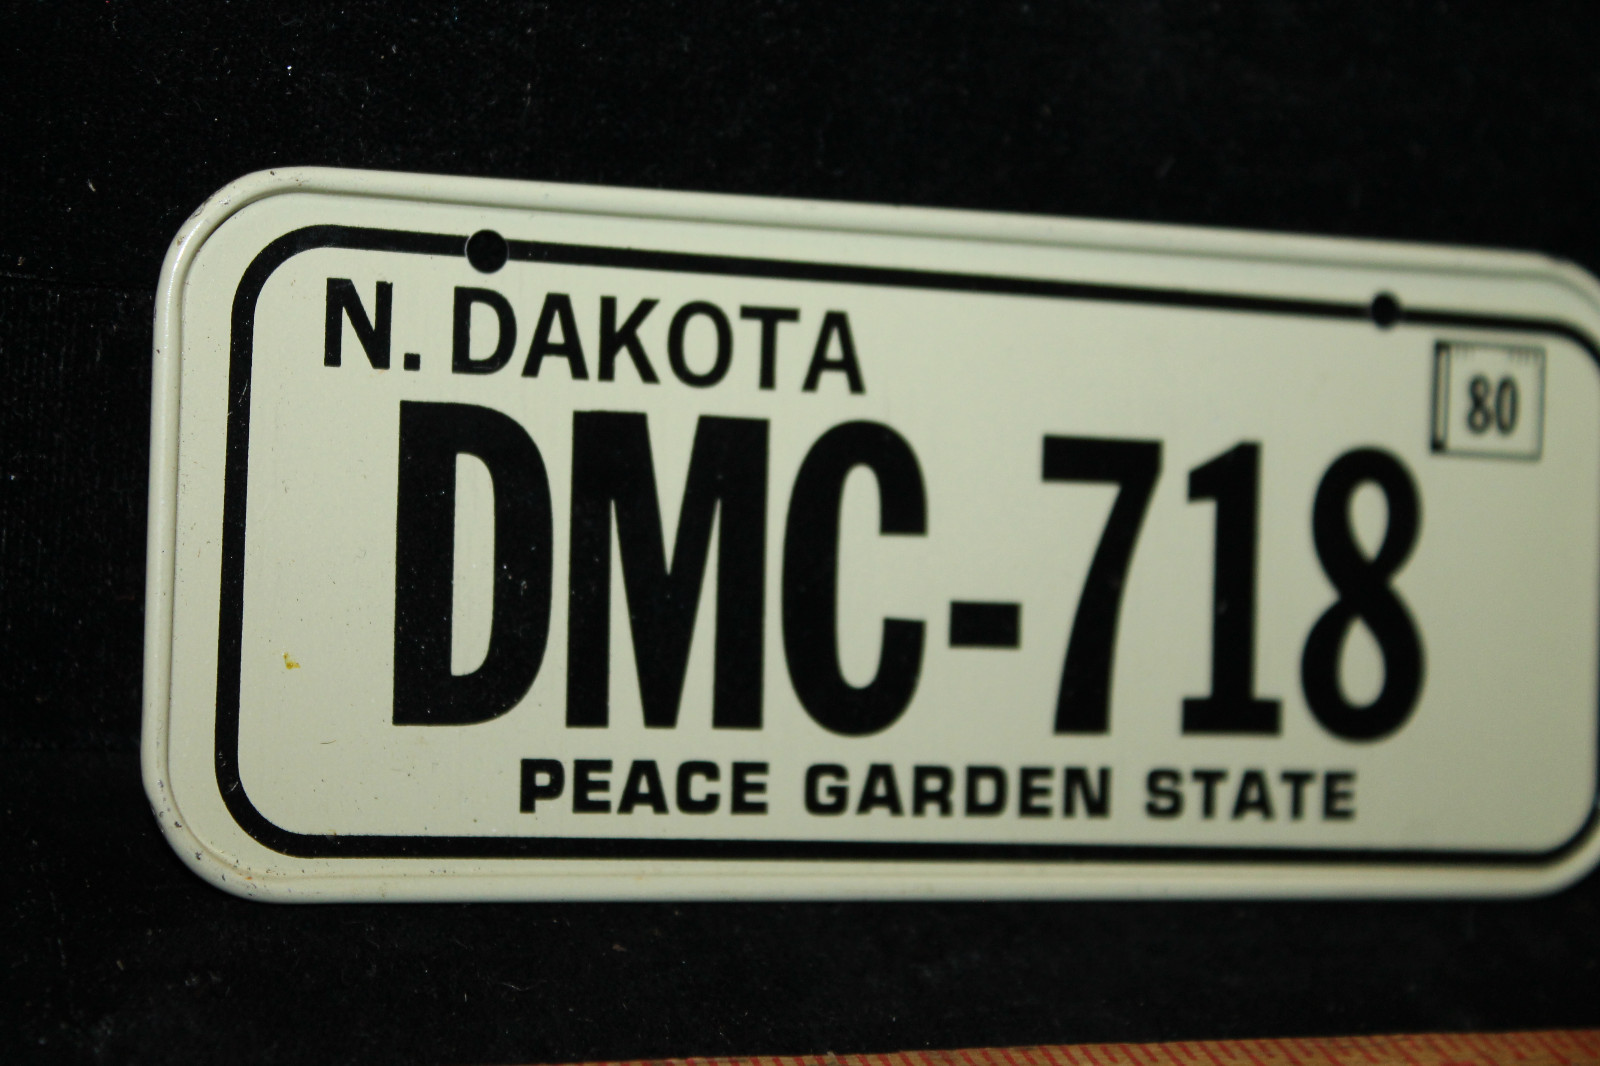 N. DAKOTA
80
DMC-718
PEACE GARDEN STATE